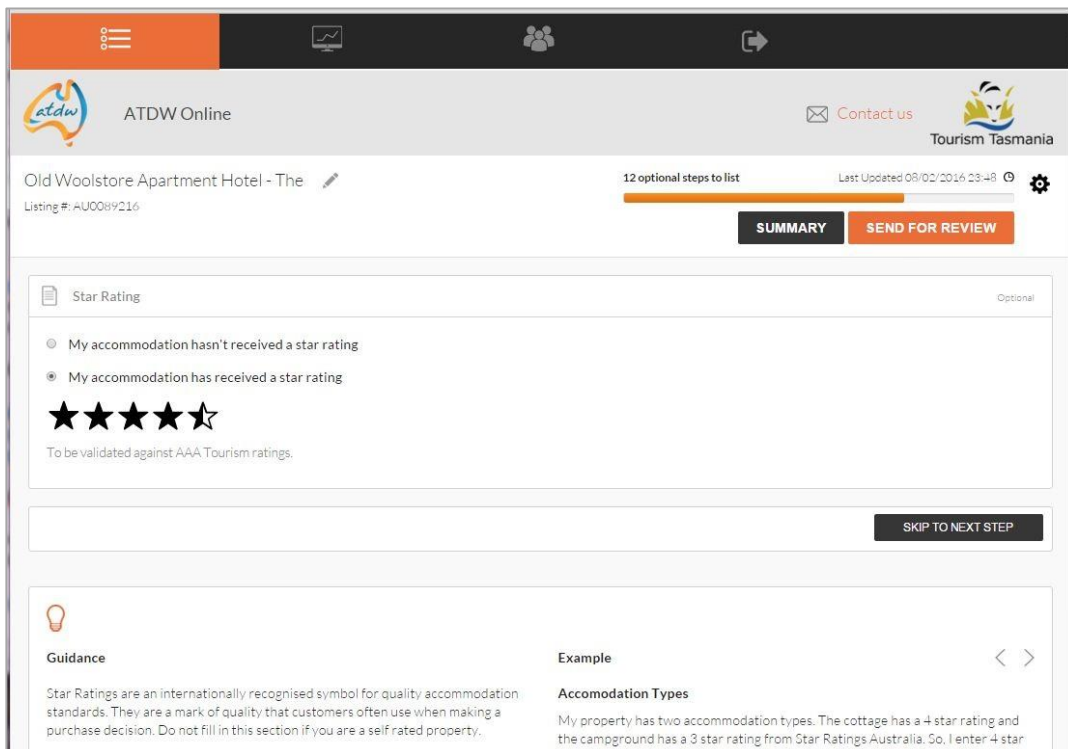 atdw
ATDW Online
Contact us
Tourism Tasmania
Old Woolstore Apartment Hotel - The
Listing #: AU0089216
12 optional steps to list
Last Updated 08/02/2016 23:48
SUMMARY
SEND FOR REVIEW
Star Rating
Optional
My accommodation hasn't received a star rating
My accommodation has received a star rating
To be validated against AAA Tourism ratings.
SKIP TO NEXT STEP
Guidance
Star Ratings are an internationally recognised symbol for quality accommodation
standards. They are a mark of quality that customers often use when making a
purchase decision. Do not fill in this section if you are a self rated property.
Example
Accomodation Types
My property has two accommodation types. The cottage has a 4 star rating and
the campground has a 3 star rating from Star Ratings Australia. So, I enter 4 star